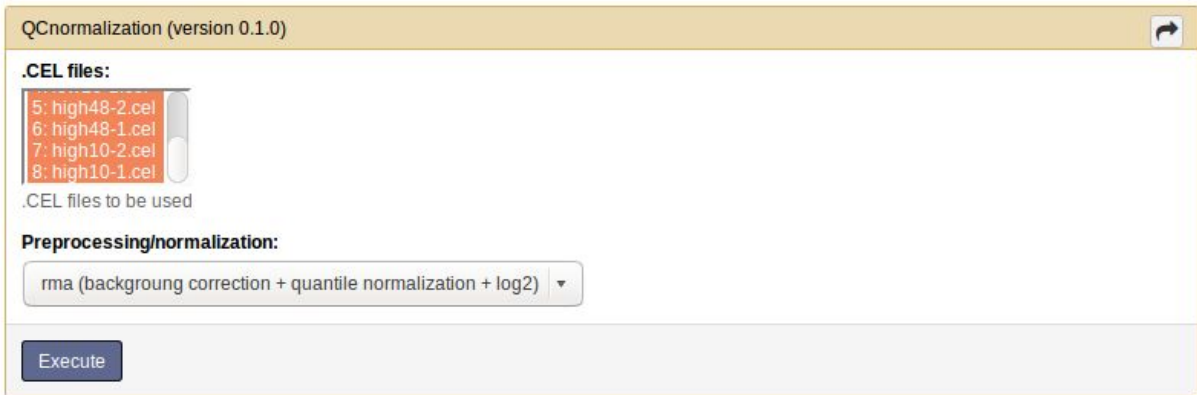 QCnormalization (version 0.1.0)
.CEL files:
5: high48-2.cel
6: high48-1.cel
7: high10-2.cel
8: high10-1.cel
.CEL files to be used
Preprocessing/normalization:
rma (backgroung correction + quantile normalization + log2)
Execute